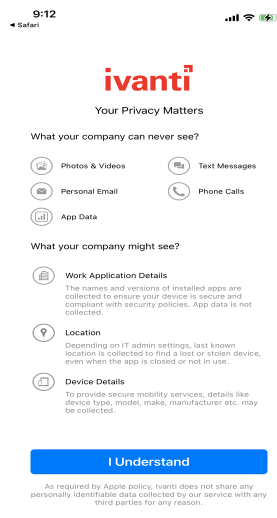 9:12
◀ Safari
ivanti
Your Privacy Matters
What your company can never see?
Photos & Videos
Text Messages
Personal Email
Phone Calls
App Data
What your company might see?
Work Application Details
The names and versions of installed apps are
collected to ensure your device is secure and
compliant with security policies. App data is not
collected.
Location
Depending on IT admin settings, last known
location is collected to find a lost or stolen device,
even when the app is closed or not in use.
Device Details
To provide secure mobility services, details like
device type, model, make, manufacturer etc. may
be collected.
I Understand
As required by Apple policy, Ivanti does not share any
personally identifiable data collected by our service with any
third parties for any reason.